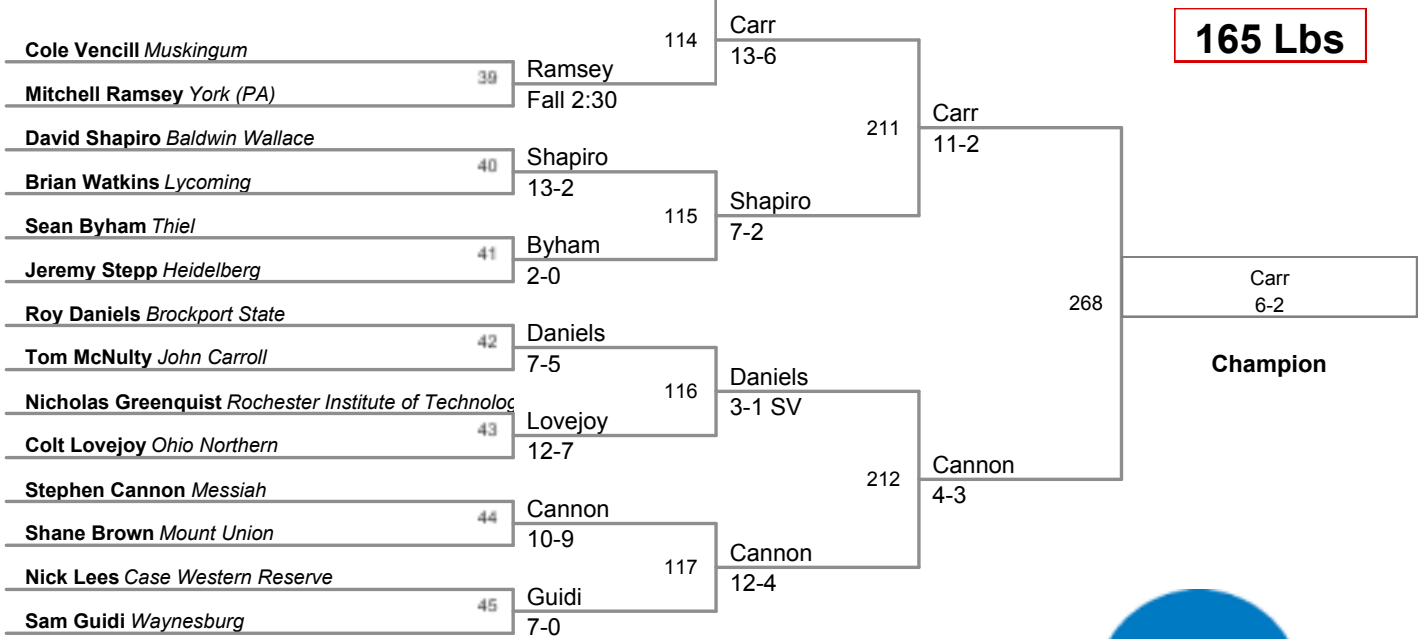 165 Lbs
Cole Vencill Muskingum
39
Mitchell Ramsey York (PA)
David Shapiro Baldwin Wallace
40
Brian Watkins Lycoming
Sean Byham Thiel
41
Jeremy Stepp Heidelberg
Roy Daniels Brockport State
42
Tom McNulty John Carroll
Nicholas Greenquist Rochester Institute of Technolog
43
Colt Lovejoy Ohio Northern
Stephen Cannon Messiah
44
Shane Brown Mount Union
Nick Lees Case Western Reserve
45
Sam Guidi Waynesburg
Ramsey
Fall 2:30
Shapiro
13-2
Byham
2-0
Daniels
7-5
Lovejoy
12-7
Cannon
10-9
Guidi
7-0
114
115
116
117
Carr
13-6
Shapiro
7-2
Daniels
3-1 SV
Cannon
12-4
211
212
Carr
11-2
Cannon
4-3
268
Carr
6-2
Champion